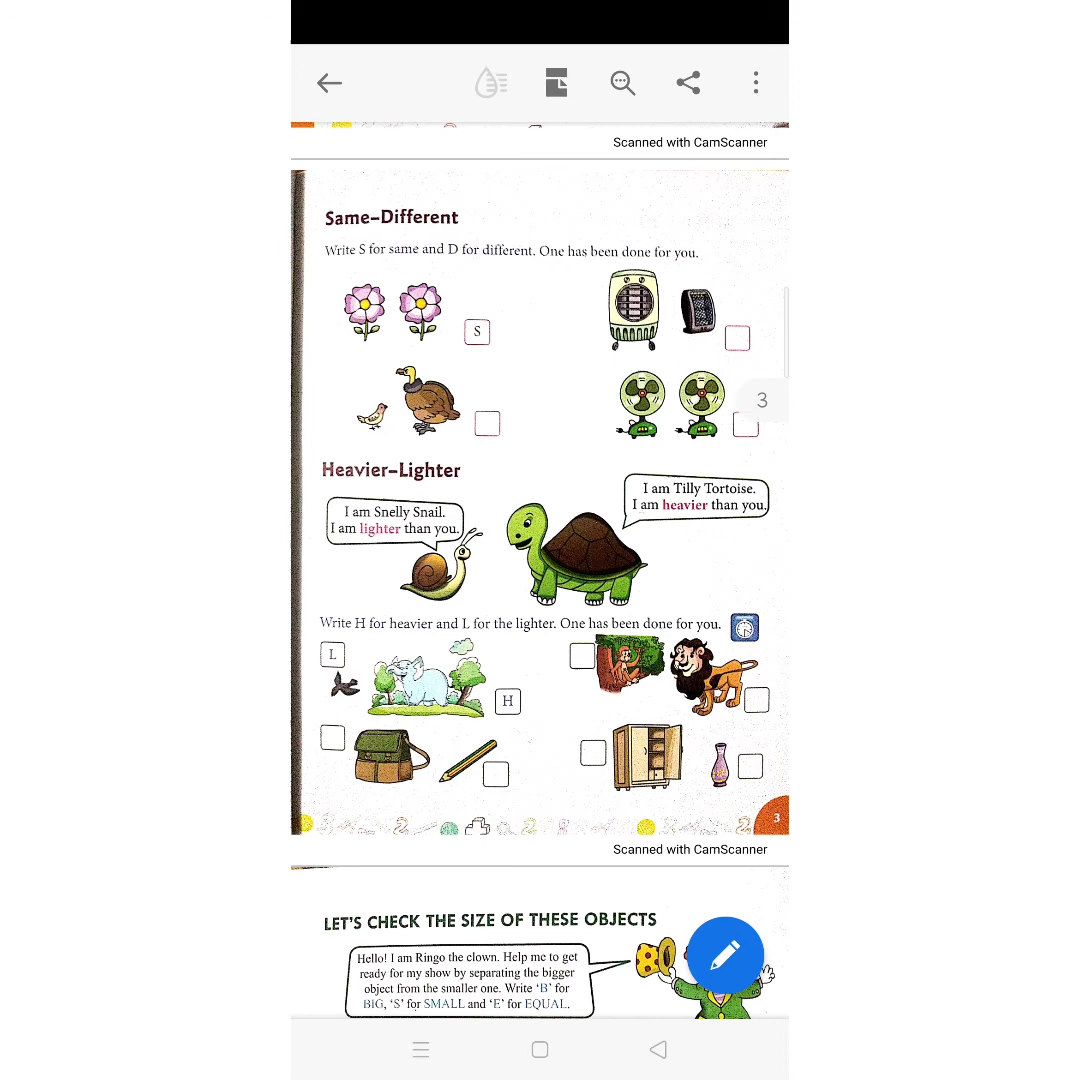 Scanned with CamScanner
Same–Different
Write S for same and D for different. One has been done for you.
S
3
Heavier–Lighter
I am Snelly Snail.
I am lighter than you.
I am Tilly Tortoise.
I am heavier than you.
Write H for heavier and L for the lighter. One has been done for you.
L
H
3
Scanned with CamScanner
LET'S CHECK THE SIZE OF THESE OBJECTS
Hello! I am Ringo the clown. Help me to get
ready for my show by separating the bigger
object from the smaller one. Write ‘B’ for
BIG, ‘S’ for SMALL and ‘E’ for EQUAL.